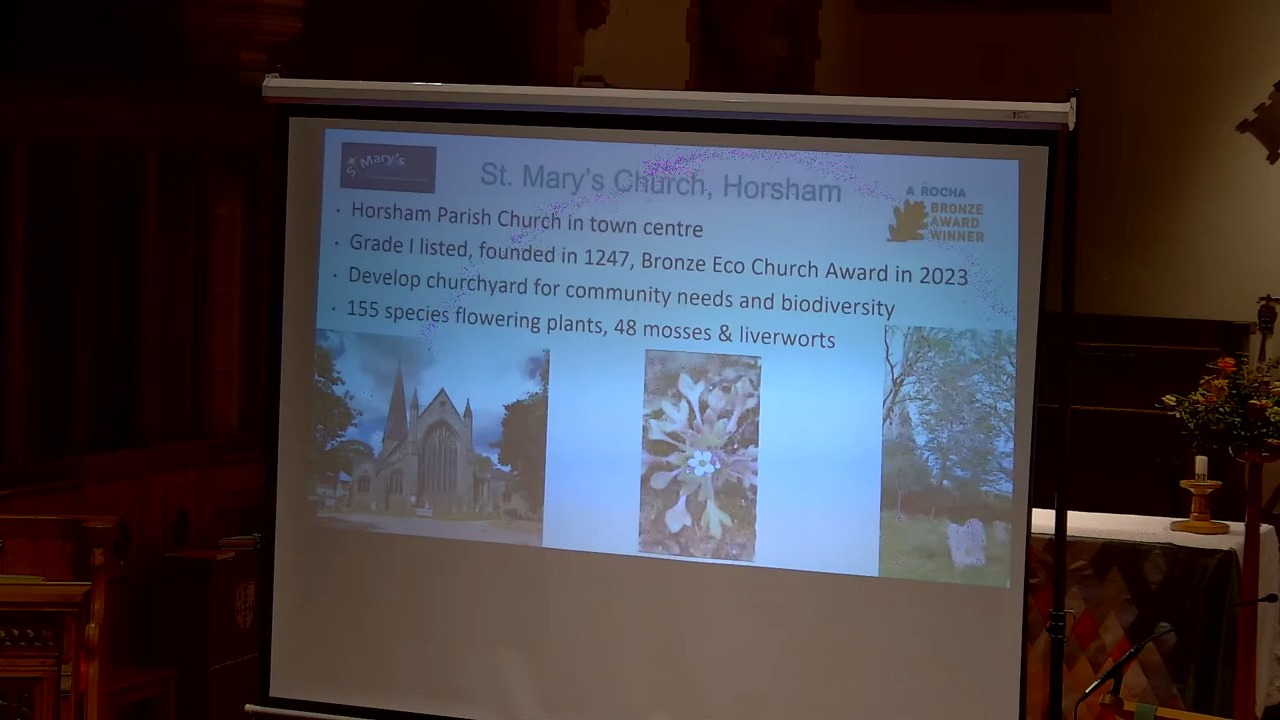 St Mary's
St. Mary's Church, Horsham
A ROCHA
BRONZE
AWARD
WINNER
· Horsham Parish Church in town centre
· Grade I listed, founded in 1247, Bronze Eco Church Award in 2023
· Develop churchyard for community needs and biodiversity
· 155 species flowering plants, 48 mosses & liverworts